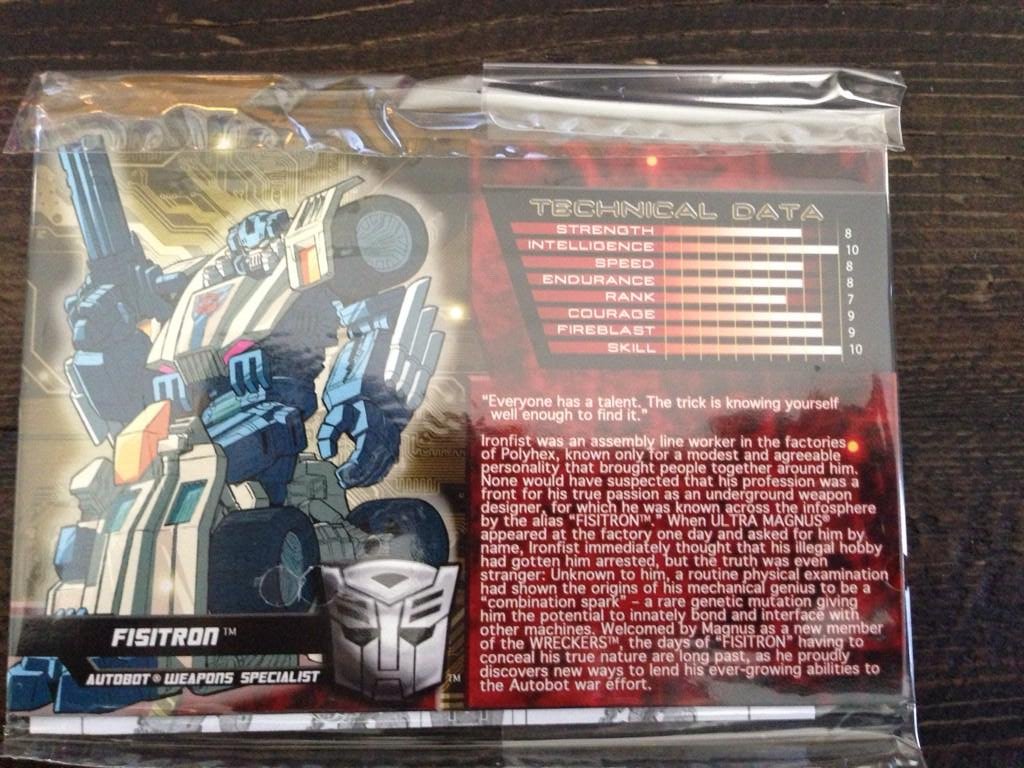 TECHNICAL DATA
STRENGTH 8
INTELLIGENCE 10
SPEED 8
ENDURANCE 8
RANK 7
COURAGE 9
FIREBLAST 9
SKILL 10
"Everyone has a talent. The trick is knowing yourself
well enough to find it."
Ironfist was an assembly line worker in the factories
of Polyhex, known only for a modest and agreeable
personality that brought people together around him.
None would have suspected that his profession was a
front for his true passion as an underground weapon
designer, for which he was known across the infosphere
by the alias "FISITRON™." When ULTRA MAGNUS®
appeared at the factory one day and asked for him by
name, Ironfist immediately thought that his illegal hobby
had gotten him arrested, but the truth was even
stranger: Unknown to him, a routine physical examination
had shown the origins of his mechanical genius to be a
"combination spark" – a rare genetic mutation giving
him the potential to innately bond and interface with
other machines. Welcomed by Magnus as a new member
of the WRECKERS™, the days of "FISITRON" having to
conceal his true nature are long past, as he proudly
discovers new ways to lend his ever-growing abilities to
the Autobot war effort.
FISITRON™
AUTOBOT® WEAPONS SPECIALIST
™